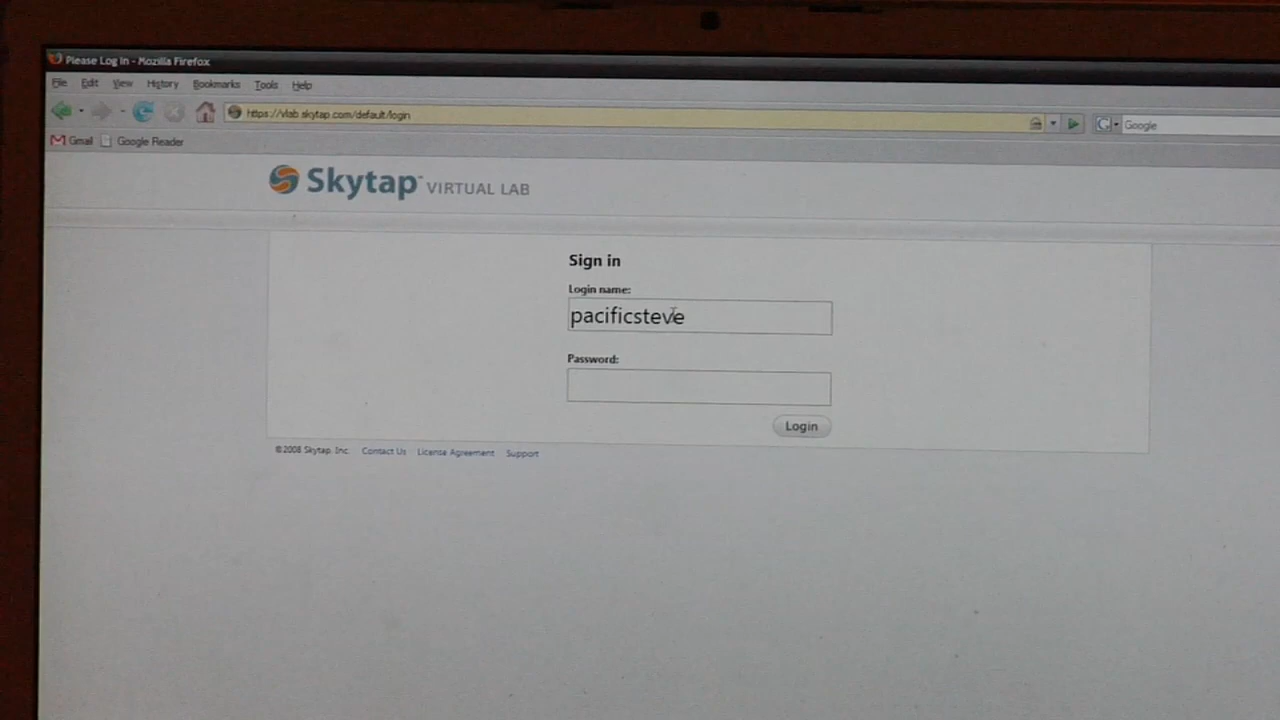 Please Log In - Mozilla Firefox
File Edit View History Bookmarks Tools Help
https://vlab.skytap.com/default/login
Google
Gmail Google Reader
Skytap™ VIRTUAL LAB
Sign in
Login name:
pacificsteve
Password:
Login
©2008 Skytap, Inc. Contact Us License Agreement Support